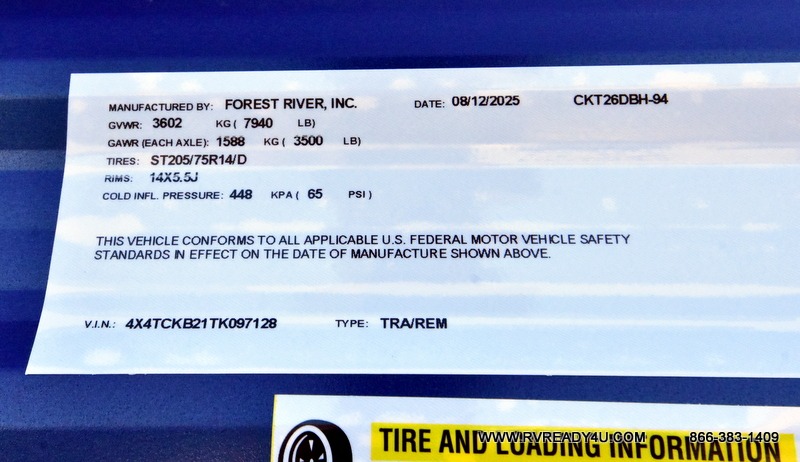 MANUFACTURED BY: FOREST RIVER, INC. DATE: 08/12/2025 CKT26DBH-94
GVWR: 3602 KG ( 7940 LB)
GAWR (EACH AXLE): 1588 KG ( 3500 LB)
TIRES: ST205/75R14/D
RIMS: 14X5.5J
COLD INFL. PRESSURE: 448 KPA ( 65 PSI )
THIS VEHICLE CONFORMS TO ALL APPLICABLE U.S. FEDERAL MOTOR VEHICLE SAFETY
STANDARDS IN EFFECT ON THE DATE OF MANUFACTURE SHOWN ABOVE.
V.I.N.: 4X4TCKB21TK097128 TYPE: TRA/REM
TIRE AND LOADING INFORMATION
WWW.RVREADY4U.COM 866-383-1409